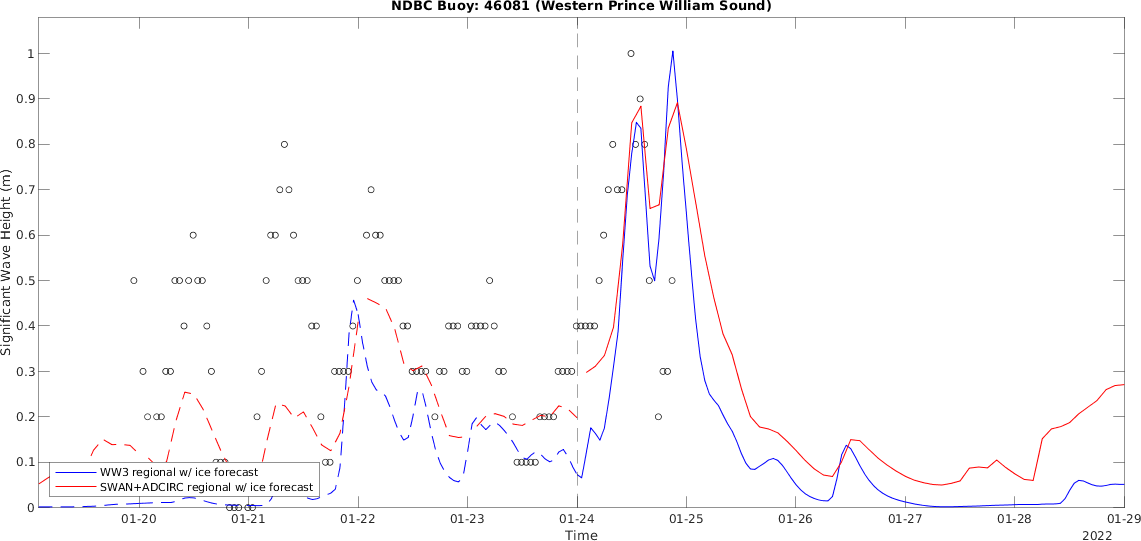 NDBC Buoy: 46081 (Western Prince William Sound)
Significant Wave Height (m)
1
0.9
0.8
0.7
0.6
0.5
0.4
0.3
0.2
0.1
0
WW3 regional w/ ice forecast
SWAN+ADCIRC regional w/ ice forecast
01-20 01-21 01-22 01-23 01-24 01-25 01-26 01-27 01-28 01-29
Time
2022